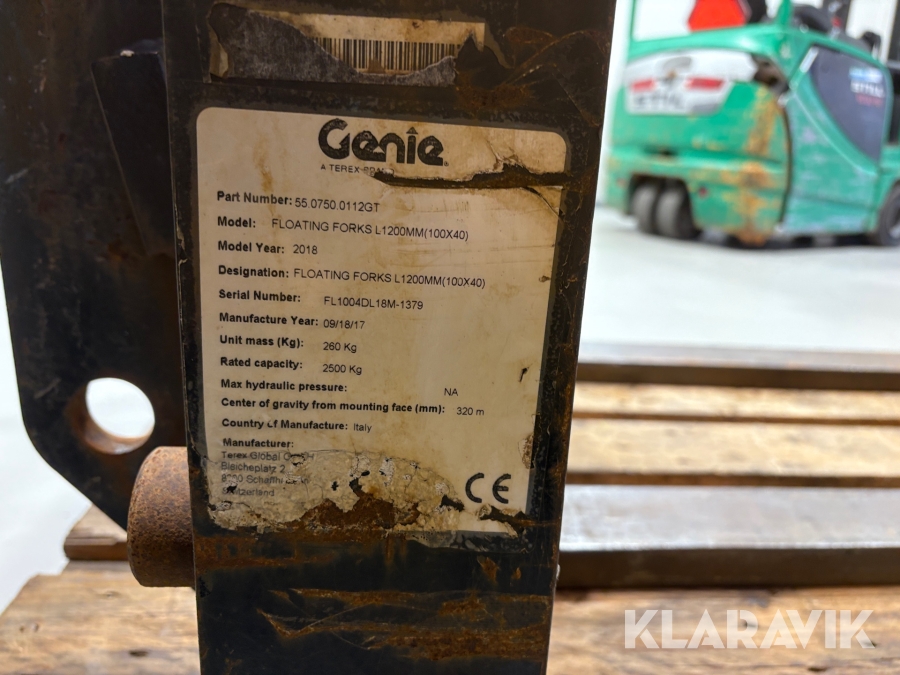 Genie
A TEREX
Part Number: 55.0750.0112GT
Model: FLOATING FORKS L1200MM(100X40)
Model Year: 2018
Designation: FLOATING FORKS L1200MM(100X40)
Serial Number: FL1004DL18M-1379
Manufacture Year: 09/18/17
Unit mass (Kg): 260 Kg
Rated capacity: 2500 Kg
Max hydraulic pressure: NA
Center of gravity from mounting face (mm): 320 m
Country of Manufacture: Italy
Manufacturer:
Terex Global
Bleicheplatz 2
Switzerland
CE
STILL
KLARAVIK